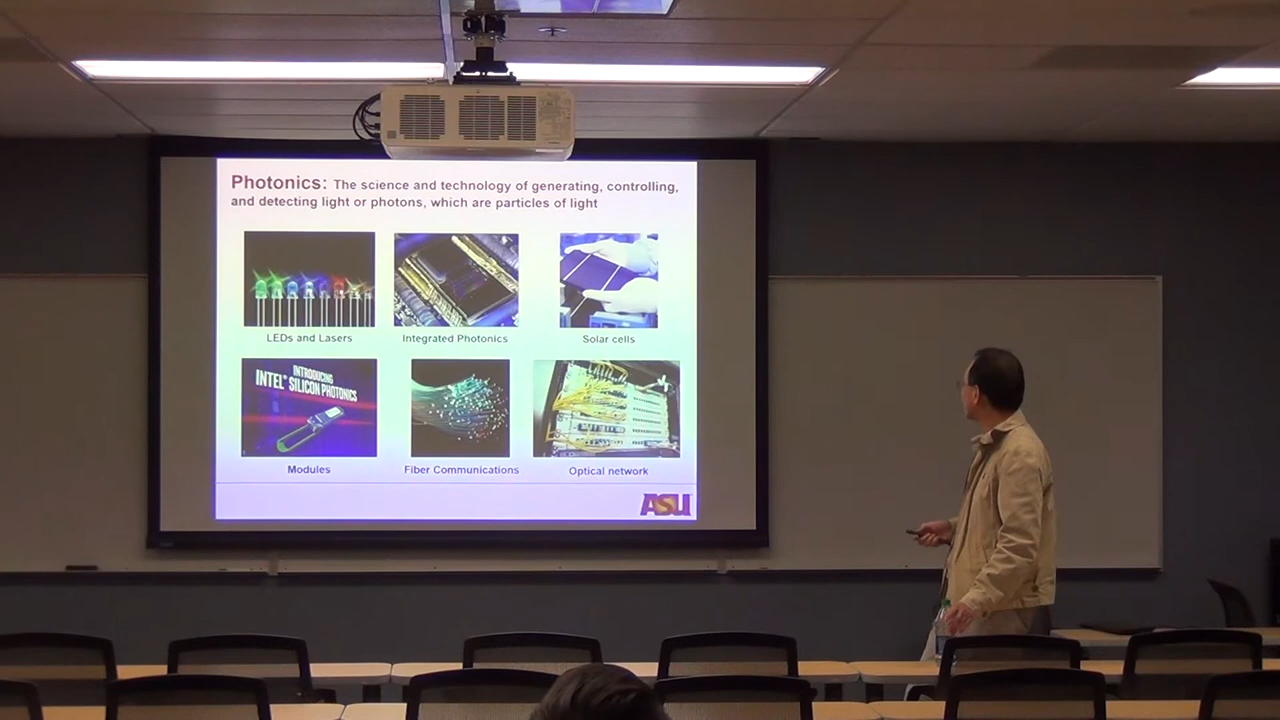 Photonics: The science and technology of generating, controlling,
and detecting light or photons, which are particles of light
LEDs and Lasers
Integrated Photonics
Solar cells
INTRODUCING
INTEL® SILICON PHOTONICS
Modules
Fiber Communications
Optical network
ASU